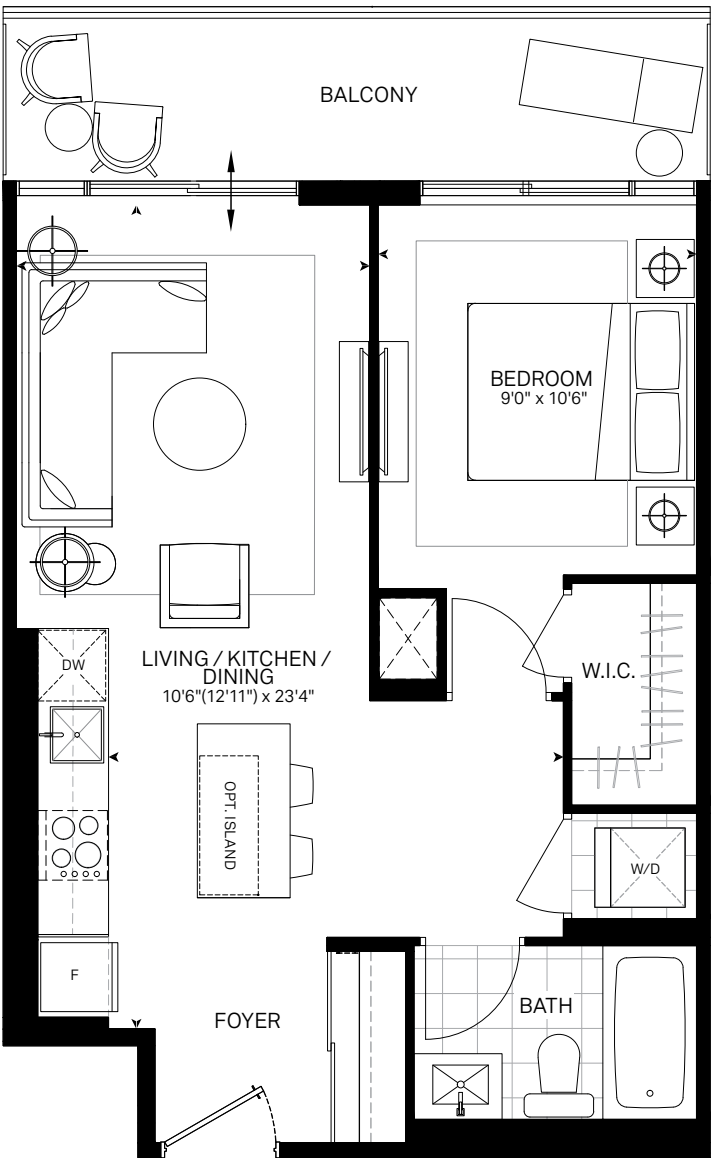 BALCONY
BEDROOM
9'0" x 10'6"
DW
LIVING / KITCHEN /
DINING
10'6"(12'11") x 23'4"
X
W.I.C.
OPT. ISLAND
W/D
F
FOYER
BATH